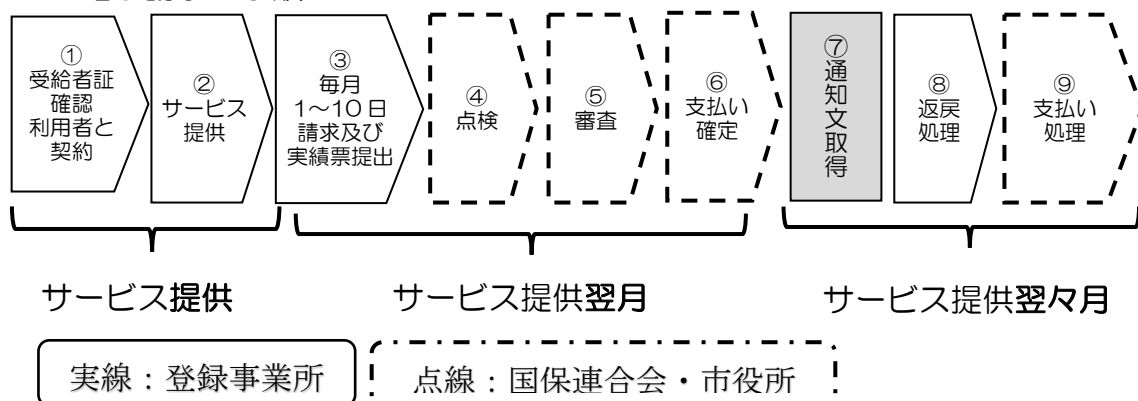 ①
受給者証
確認
利用者と
契約
②
サービス
提供
③
毎月
1～10日
請求及び
実績票提出
④
点検
⑤
審査
⑥
支払い
確定
⑦通知文取得
⑧
返戻
処理
⑨
支払い
処理
サービス提供
サービス提供翌月
サービス提供翌々月
実線：登録事業所
点線：国保連合会・市役所